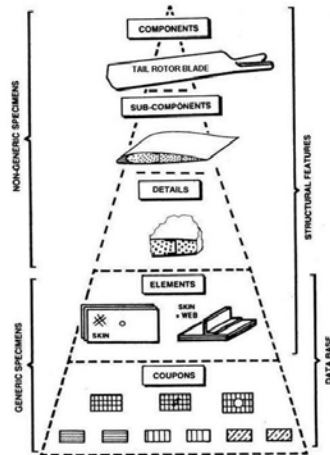 COMPONENTS
TAIL ROTOR BLADE
SUB-COMPONENTS
DETAILS
ELEMENTS
SKIN
SKIN
+ WEB
COUPONS
NON-GENERIC SPECIMENS
GENERIC SPECIMENS
STRUCTURAL FEATURES
DATA BASE